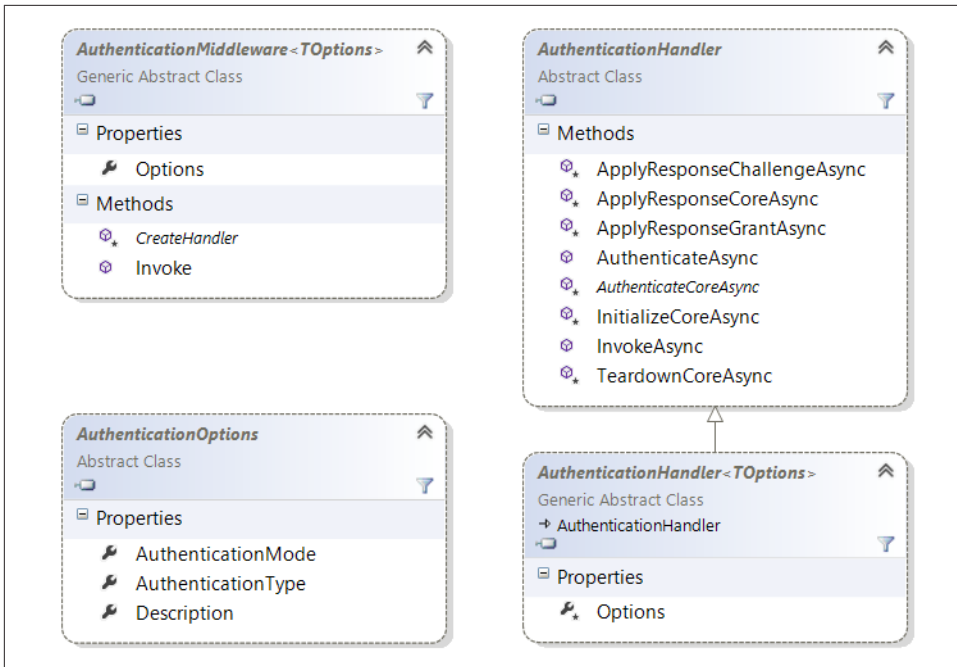 AuthenticationMiddleware<TOptions>
Generic Abstract Class
Properties
Options
Methods
CreateHandler
Invoke
AuthenticationHandler
Abstract Class
Methods
ApplyResponseChallengeAsync
ApplyResponseCoreAsync
ApplyResponseGrantAsync
AuthenticateAsync
AuthenticateCoreAsync
InitializeCoreAsync
InvokeAsync
TeardownCoreAsync
AuthenticationOptions
Abstract Class
Properties
AuthenticationMode
AuthenticationType
Description
AuthenticationHandler<TOptions>
Generic Abstract Class
AuthenticationHandler
Properties
Options